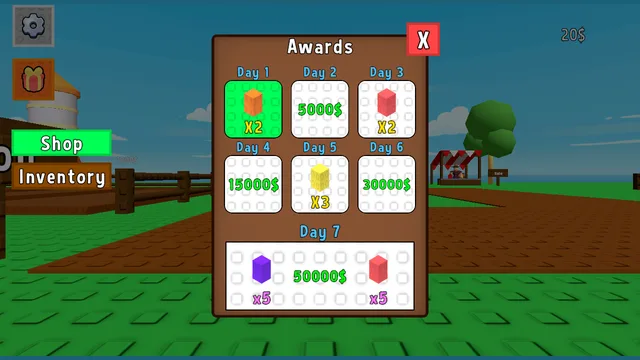 Awards
X
20$
Day 1
Day 2
Day 3
X2
5000$
X2
Shop
Inventory
Day 4
Day 5
Day 6
15000$
X3
30000$
Day 7
x5
50000$
x5